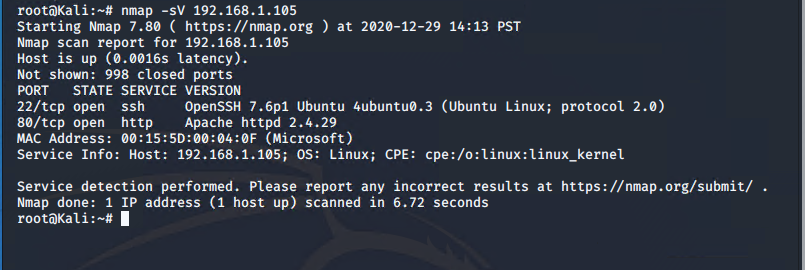 root@Kali:~# nmap -sV 192.168.1.105
Starting Nmap 7.80 ( https://nmap.org ) at 2020-12-29 14:13 PST
Nmap scan report for 192.168.1.105
Host is up (0.0016s latency).
Not shown: 998 closed ports
PORT   STATE SERVICE VERSION
22/tcp open  ssh     OpenSSH 7.6p1 Ubuntu 4ubuntu0.3 (Ubuntu Linux; protocol 2.0)
80/tcp open  http    Apache httpd 2.4.29
MAC Address: 00:15:5D:00:04:0F (Microsoft)
Service Info: Host: 192.168.1.105; OS: Linux; CPE: cpe:/o:linux:linux_kernel

Service detection performed. Please report any incorrect results at https://nmap.org/submit/ .
Nmap done: 1 IP address (1 host up) scanned in 6.72 seconds
root@Kali:~#